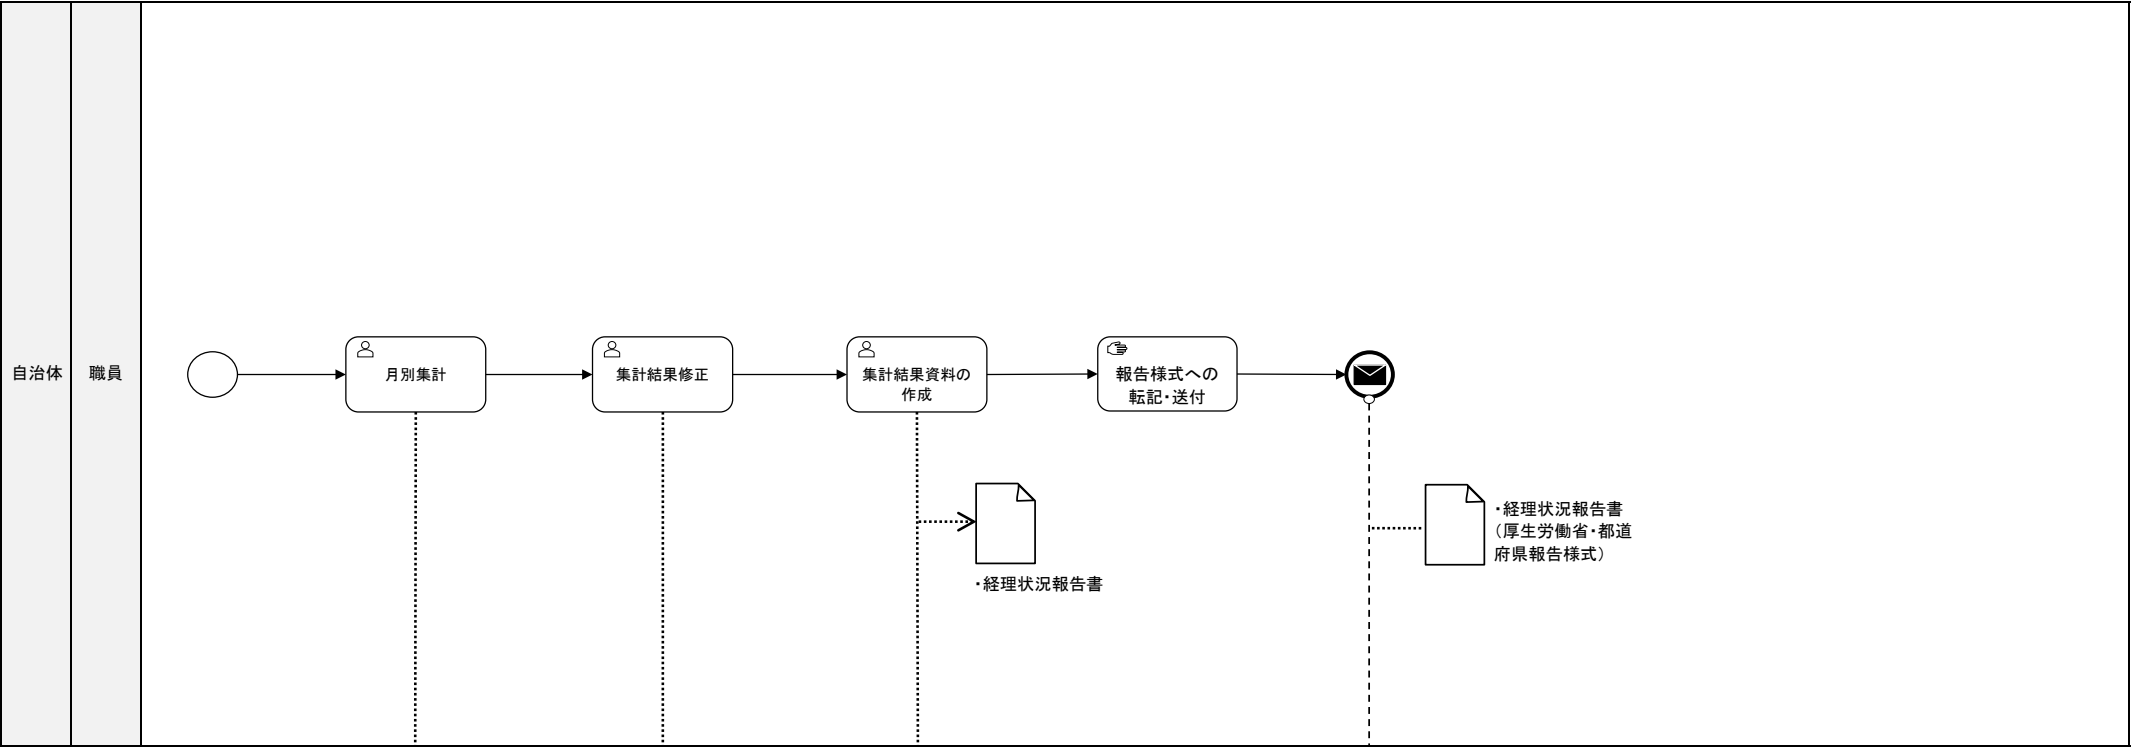 自治体
職員
月別集計
集計結果修正
集計結果資料の
作成
報告様式への
転記・送付
・経理状況報告書
・経理状況報告書
（厚生労働省・都道
府県報告様式）